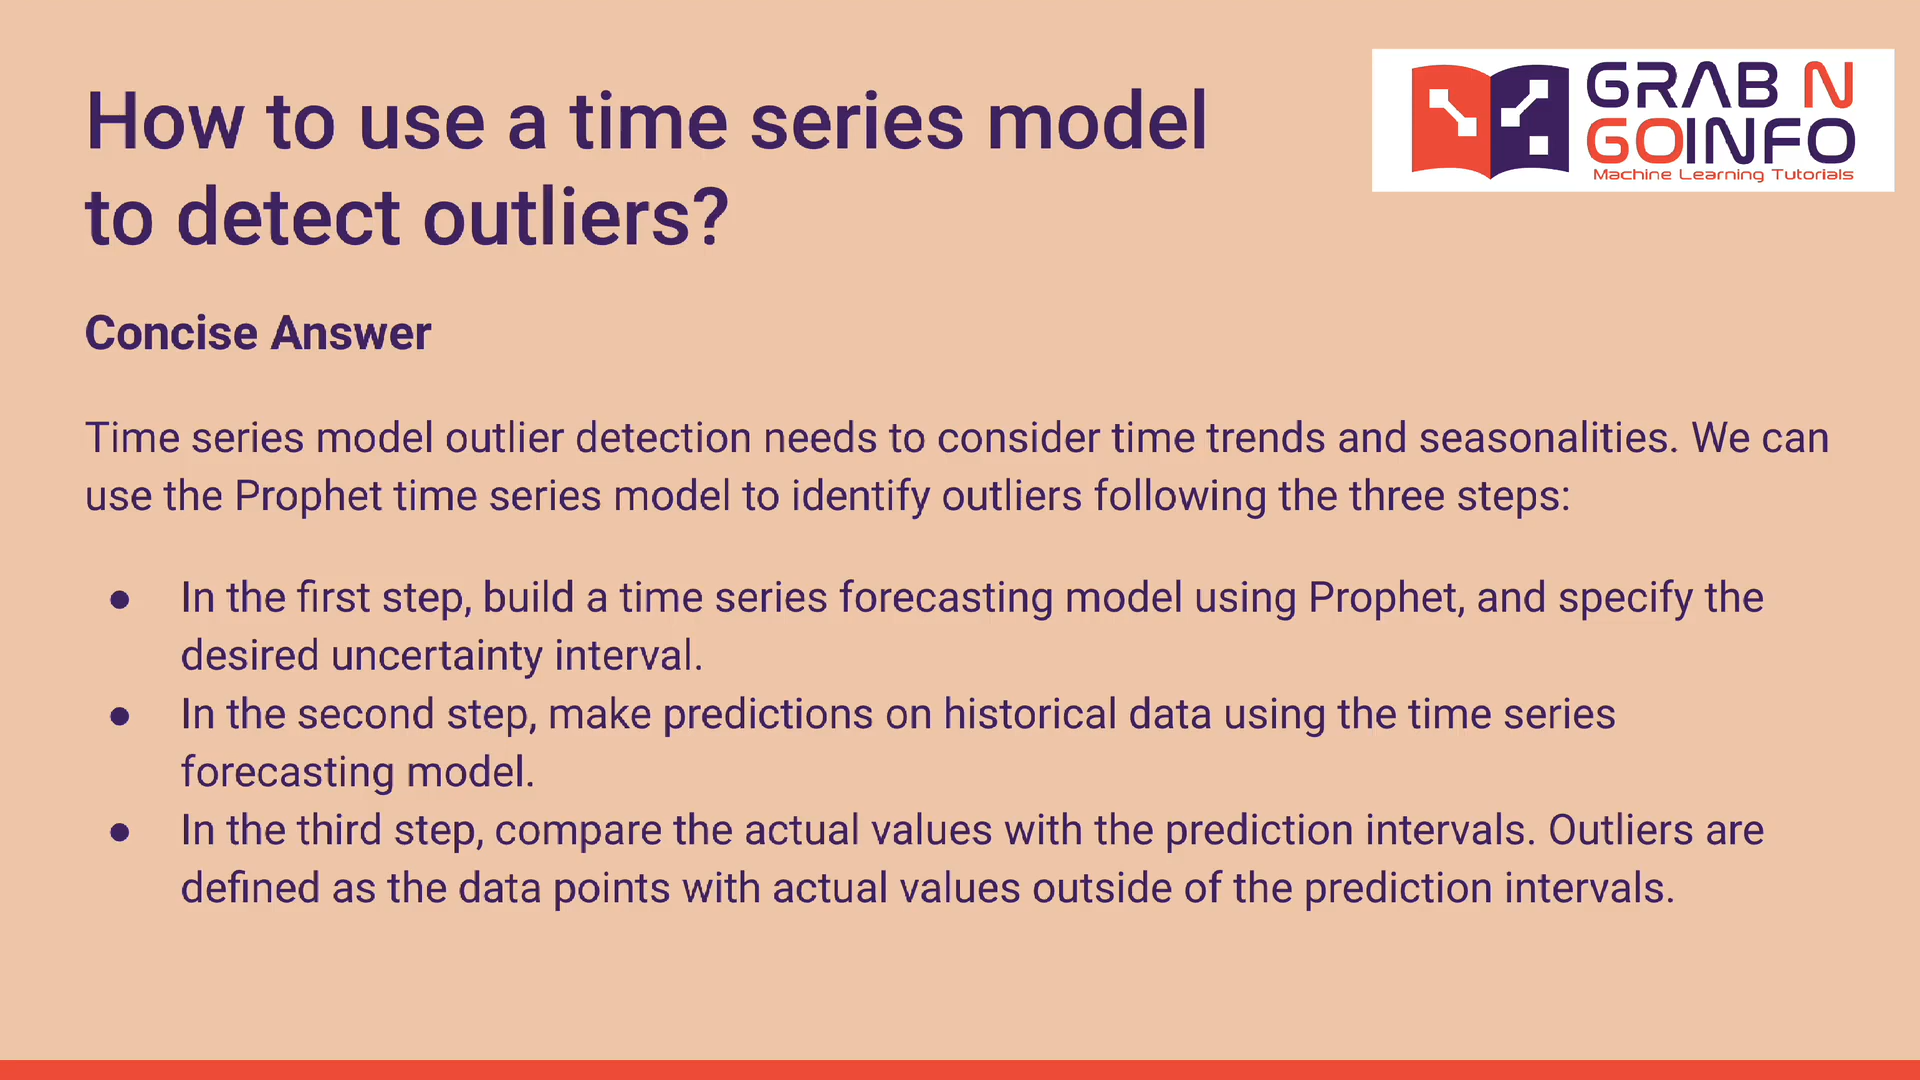 How to use a time series model
to detect outliers?
GRAB N
GOINFO
Machine Learning Tutorials
Concise Answer
Time series model outlier detection needs to consider time trends and seasonalities. We can
use the Prophet time series model to identify outliers following the three steps:
● In the first step, build a time series forecasting model using Prophet, and specify the
desired uncertainty interval.
● In the second step, make predictions on historical data using the time series
forecasting model.
● In the third step, compare the actual values with the prediction intervals. Outliers are
defined as the data points with actual values outside of the prediction intervals.